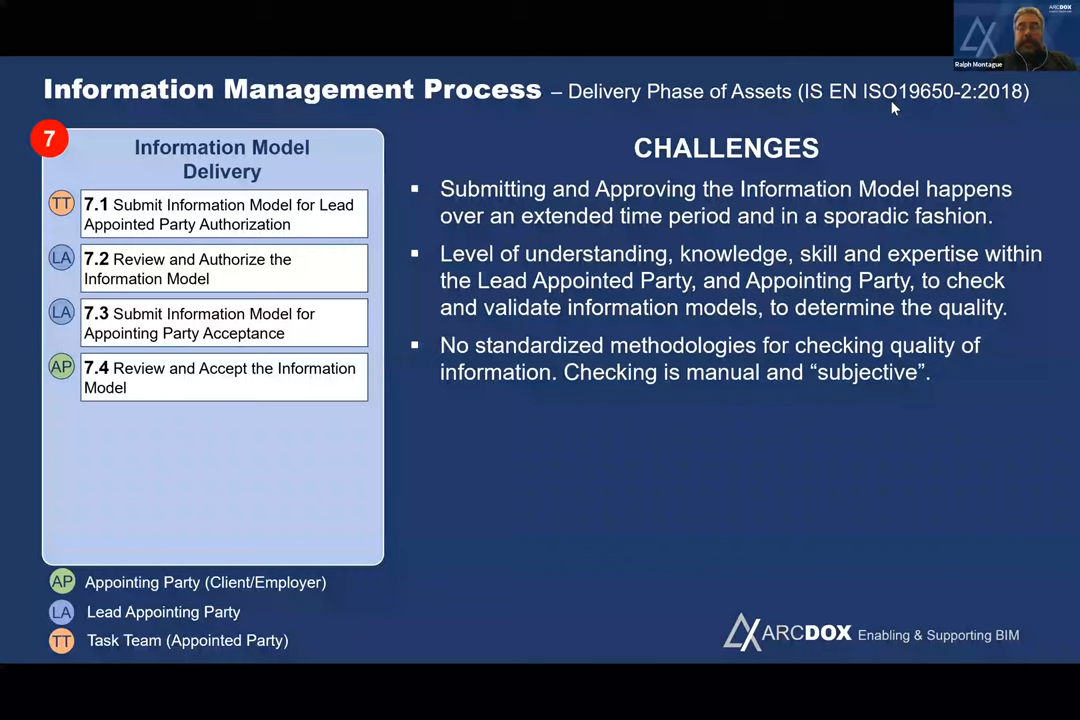 ARCDOX
Ralph Montague
Information Management Process – Delivery Phase of Assets (IS EN ISO19650-2:2018)
7
Information Model
Delivery
TT
7.1 Submit Information Model for Lead
Appointed Party Authorization
LA
7.2 Review and Authorize the
Information Model
LA
7.3 Submit Information Model for
Appointing Party Acceptance
AP
7.4 Review and Accept the Information
Model
AP Appointing Party (Client/Employer)
LA Lead Appointing Party
TT Task Team (Appointed Party)
CHALLENGES
▪ Submitting and Approving the Information Model happens
over an extended time period and in a sporadic fashion.
▪ Level of understanding, knowledge, skill and expertise within
the Lead Appointed Party, and Appointing Party, to check
and validate information models, to determine the quality.
▪ No standardized methodologies for checking quality of
information. Checking is manual and “subjective”.
ARCDOX Enabling & Supporting BIM